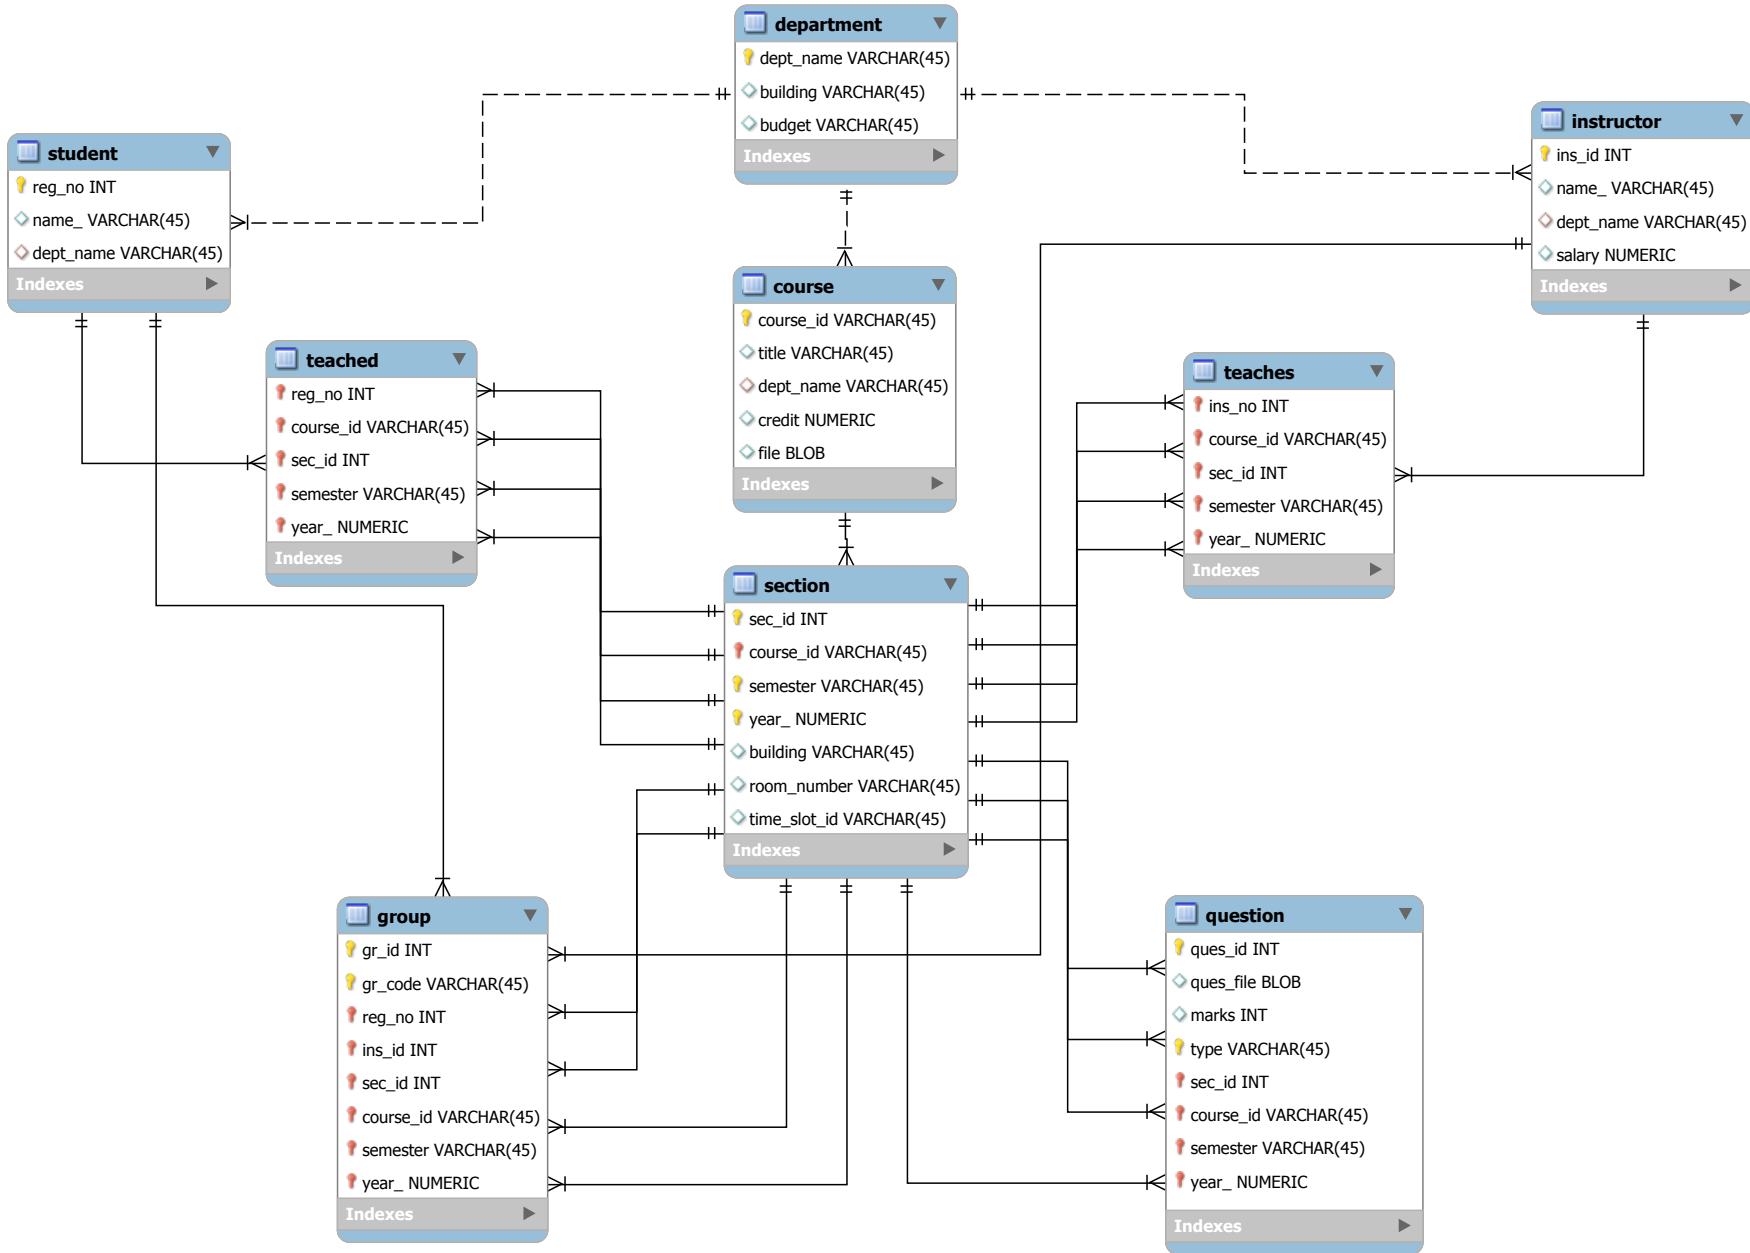 department
dept_name VARCHAR(45)
building VARCHAR(45)
budget VARCHAR(45)
Indexes
student
reg_no INT
name_ VARCHAR(45)
dept_name VARCHAR(45)
Indexes
instructor
ins_id INT
name_ VARCHAR(45)
dept_name VARCHAR(45)
salary NUMERIC
Indexes
course
course_id VARCHAR(45)
title VARCHAR(45)
dept_name VARCHAR(45)
credit NUMERIC
file BLOB
Indexes
teached
reg_no INT
course_id VARCHAR(45)
sec_id INT
semester VARCHAR(45)
year_ NUMERIC
Indexes
teaches
ins_no INT
course_id VARCHAR(45)
sec_id INT
semester VARCHAR(45)
year_ NUMERIC
Indexes
section
sec_id INT
course_id VARCHAR(45)
semester VARCHAR(45)
year_ NUMERIC
building VARCHAR(45)
room_number VARCHAR(45)
time_slot_id VARCHAR(45)
Indexes
group
gr_id INT
gr_code VARCHAR(45)
reg_no INT
ins_id INT
sec_id INT
course_id VARCHAR(45)
semester VARCHAR(45)
year_ NUMERIC
Indexes
question
ques_id INT
ques_file BLOB
marks INT
type VARCHAR(45)
sec_id INT
course_id VARCHAR(45)
semester VARCHAR(45)
year_ NUMERIC
Indexes